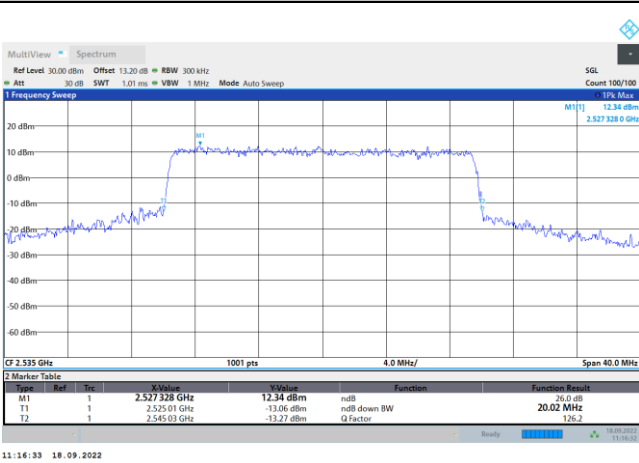 MultiView Spectrum
Ref Level 30.00 dBm Offset 13.20 dB RBW 300 kHz SGL
Att 30 dB SWT 1.01 ms VBW 1 MHz Mode Auto Sweep Count 100/100
1 Frequency Sweep 1Pk Max
M1[1] 12.34 dBm
2.527 328 0 GHz
20 dBm
M1
10 dBm
0 dBm
-10 dBm
T1 T2
-20 dBm
-30 dBm
-40 dBm
-50 dBm
-60 dBm
CF 2.535 GHz 1001 pts 4.0 MHz/ Span 40.0 MHz
2 Marker Table
Type Ref Trc X-Value Y-Value Function Function Result
M1 1 2.527 328 GHz 12.34 dBm ndB 26.0 dB
T1 1 2.525 01 GHz -13.06 dBm ndB down BW 20.02 MHz
T2 1 2.545 03 GHz -13.27 dBm Q Factor 126.2
Ready 18.09.2022
11:16:32
11:16:33 18.09.2022